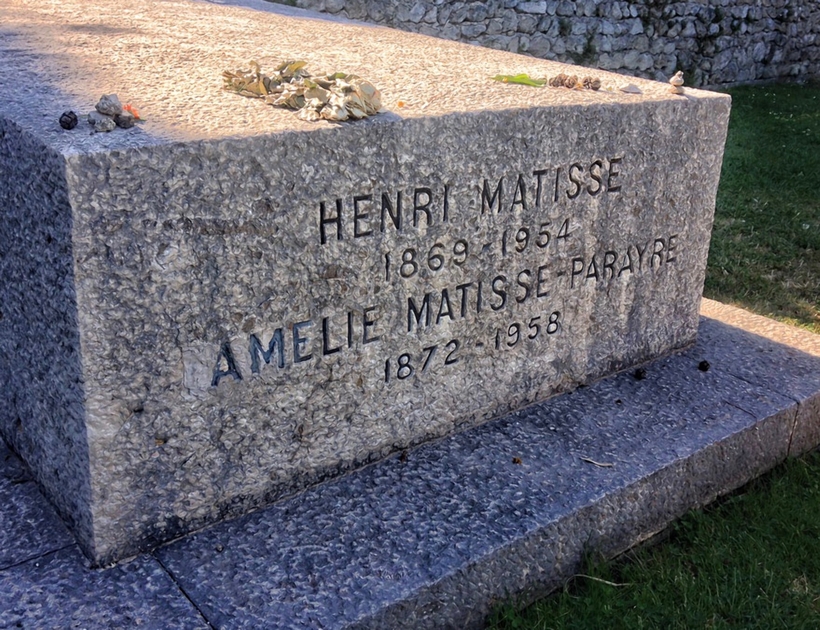 HENRI MATISSE
1869-1954
AMELIE MATISSE-PARAYRE
1872-1958